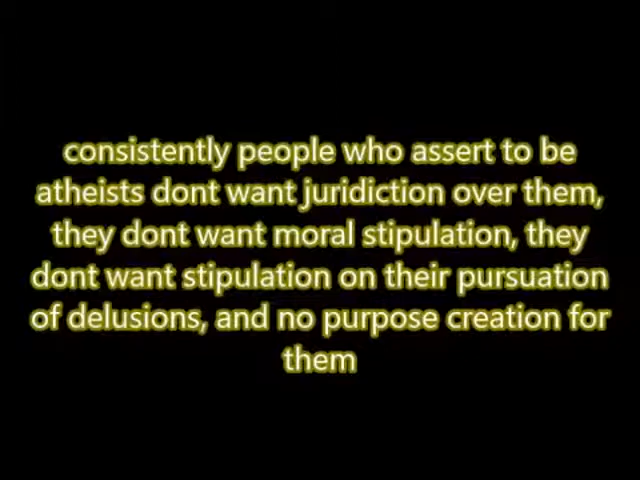 consistently people who assert to be
atheists dont want juridiction over them,
they dont want moral stipulation, they
dont want stipulation on their pursuation
of delusions, and no purpose creation for
them